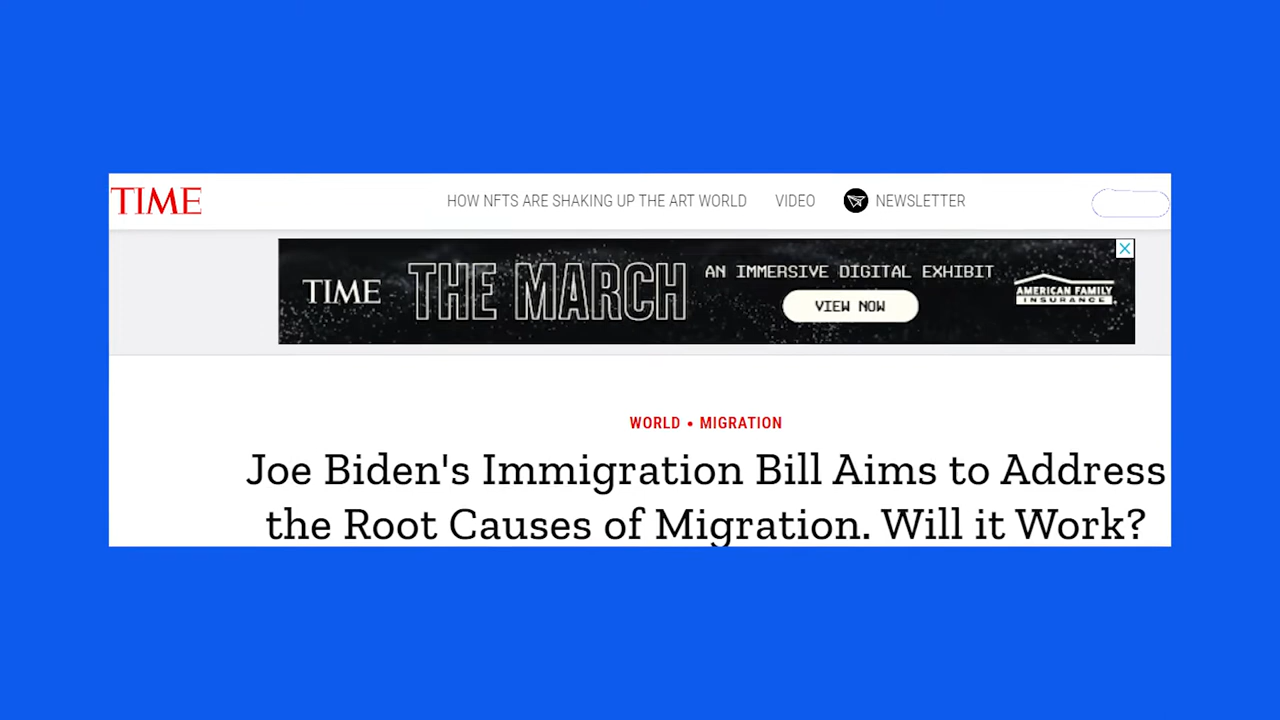 TIME
HOW NFTS ARE SHAKING UP THE ART WORLD VIDEO NEWSLETTER
TIME THE MARCH AN IMMERSIVE DIGITAL EXHIBIT
VIEW NOW
AMERICAN FAMILY
INSURANCE
WORLD • MIGRATION
Joe Biden's Immigration Bill Aims to Address
the Root Causes of Migration. Will it Work?